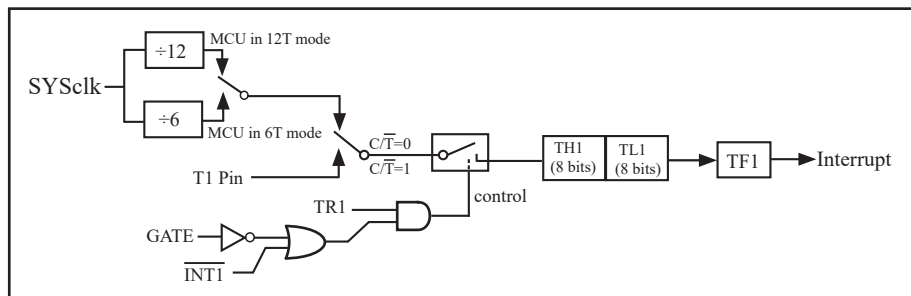 MCU in 12T mode
÷12
SYSclk
÷6
MCU in 6T mode
C/T̅=0
C/T̅=1
T1 Pin
TH1
(8 bits)
TL1
(8 bits)
TF1
Interrupt
control
TR1
GATE
I̅N̅T̅1̅